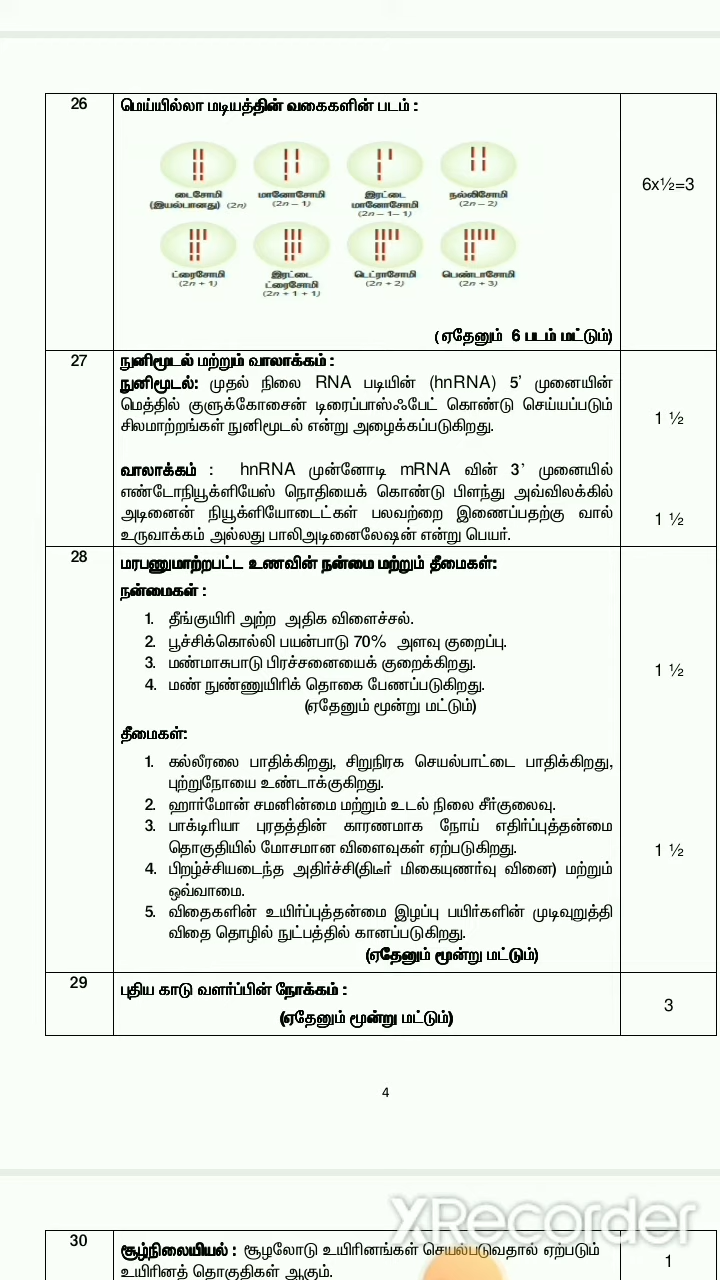 26
மெய்யில்லா மடியத்தின் வகைகளின் படம் :
டைசோமி
(இயல்பானது) (2n)
மானோசோமி
(2n – 1)
இரட்டை
மானோசோமி
(2n – 1– 1)
நல்லிசோமி
(2n – 2)
ட்ரைசோமி
(2n + 1)
இரட்டை
ட்ரைசோமி
(2n + 1 + 1)
டெட்ராசோமி
(2n + 2)
பெண்டாசோமி
(2n + 3)
(ஏதேனும் 6 படம் மட்டும்)
6x½=3
27
நுனிமூடல் மற்றும் வாலாக்கம் :
நுனிமூடல்: முதல் நிலை RNA படியின் (hnRNA) 5’ முனையின்
மெத்தில் குளுக்கோசைன் டிரைப்பாஸ்ஃபேட் கொண்டு செய்யப்படும்
சிலமாற்றங்கள் நுனிமூடல் என்று அழைக்கப்படுகிறது.
1 ½
வாலாக்கம் : hnRNA முன்னோடி mRNA வின் 3’ முனையில்
எண்டோநியூக்ளியேஸ் நொதியைக் கொண்டு பிளந்து அவ்விலக்கில்
அடினைன் நியூக்ளியோடைட்கள் பலவற்றை இணைப்பதற்கு வால்
உருவாக்கம் அல்லது பாலிஅடினைலேஷன் என்று பெயர்.
1 ½
28
மரபணுமாற்றபட்ட உணவின் நன்மை மற்றும் தீமைகள்:
நன்மைகள் :
1. தீங்குயிரி அற்ற அதிக விளைச்சல்.
2. பூச்சிக்கொல்லி பயன்பாடு 70% அளவு குறைப்பு.
3. மண்மாசுபாடு பிரச்சனையைக் குறைக்கிறது.
4. மண் நுண்ணுயிரிக் தொகை பேணப்படுகிறது.
(ஏதேனும் மூன்று மட்டும்)
1 ½
தீமைகள்:
1. கல்லீரலை பாதிக்கிறது, சிறுநிரக செயல்பாட்டை பாதிக்கிறது,
புற்றுநோயை உண்டாக்குகிறது.
2. ஹார்மோன் சமனின்மை மற்றும் உடல் நிலை சீர்குலைவு.
3. பாக்டிரியா புரதத்தின் காரணமாக நோய் எதிர்ப்புத்தன்மை
தொகுதியில் மோசமான விளைவுகள் ஏற்படுகிறது.
4. பிறழ்ச்சியடைந்த அதிர்ச்சி(திடீர் மிகையுணர்வு வினை) மற்றும்
ஒவ்வாமை.
5. விதைகளின் உயிர்ப்புத்தன்மை இழப்பு பயிர்களின் முடிவுறுத்தி
விதை தொழில் நுட்பத்தில் கானப்படுகிறது.
(ஏதேனும் மூன்று மட்டும்)
1 ½
29
புதிய காடு வளர்ப்பின் நோக்கம் :
(ஏதேனும் மூன்று மட்டும்)
3
4
XRecorder
30
சூழ்நிலையியல் : சூழலோடு உயிரினங்கள் செயல்படுவதால் ஏற்படும்
உயிரினத் தொகுதிகள் ஆகும்.
1